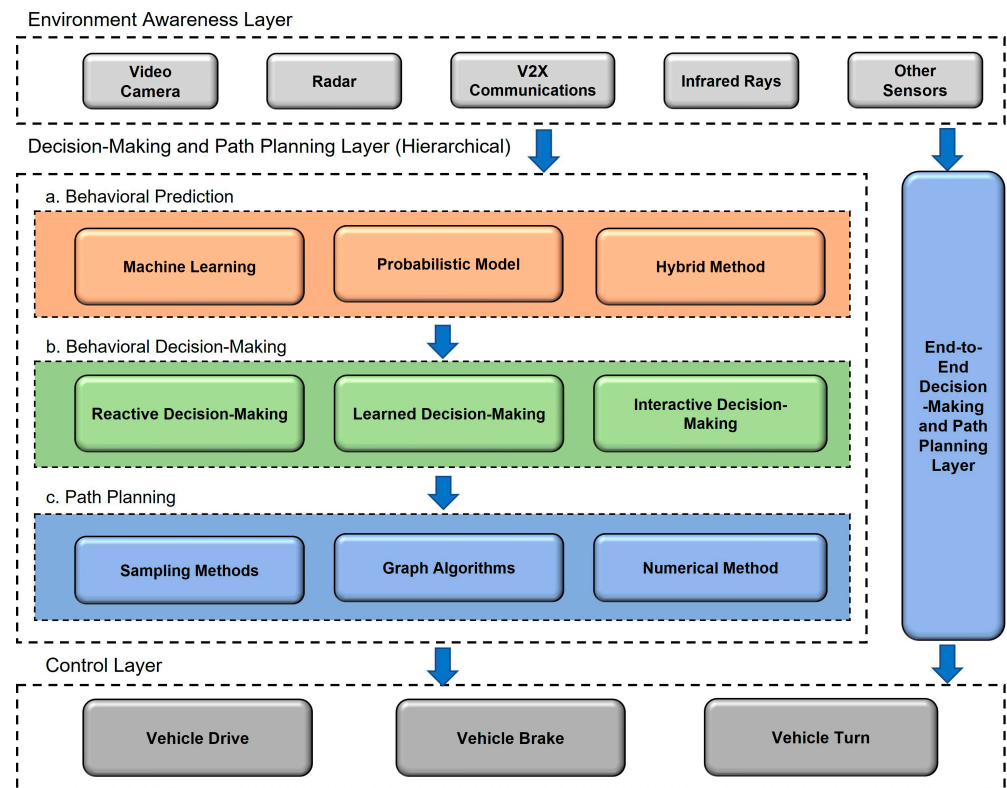 Environment Awareness Layer
Video
Camera
Radar
V2X
Communications
Infrared Rays
Other
Sensors
Decision-Making and Path Planning Layer (Hierarchical)
a. Behavioral Prediction
Machine Learning
Probabilistic Model
Hybrid Method
b. Behavioral Decision-Making
Reactive Decision-Making
Learned Decision-Making
Interactive Decision-
Making
c. Path Planning
Sampling Methods
Graph Algorithms
Numerical Method
End-to-
End
Decision
-Making
and Path
Planning
Layer
Control Layer
Vehicle Drive
Vehicle Brake
Vehicle Turn